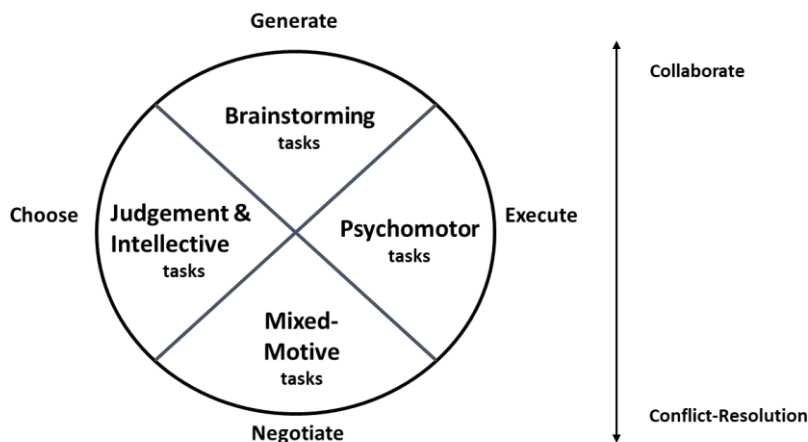 Generate
Collaborate
Brainstorming
tasks
Choose
Judgement &
Intellective
tasks
Psychomotor
tasks
Execute
Mixed-
Motive
tasks
Negotiate
Conflict-Resolution